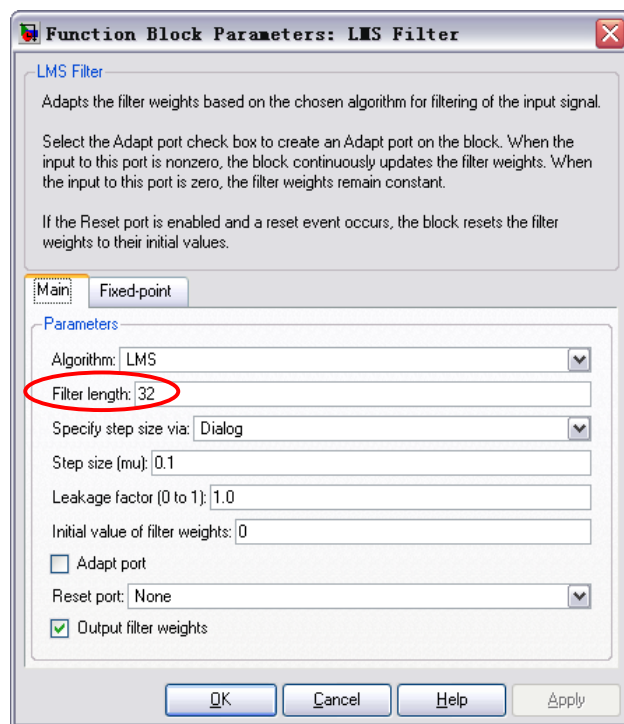 Function Block Parameters: LMS Filter
LMS Filter
Adapts the filter weights based on the chosen algorithm for filtering of the input signal.
Select the Adapt port check box to create an Adapt port on the block. When the
input to this port is nonzero, the block continuously updates the filter weights. When
the input to this port is zero, the filter weights remain constant.
If the Reset port is enabled and a reset event occurs, the block resets the filter
weights to their initial values.
Main Fixed-point
Parameters
Algorithm: LMS
Filter length: 32
Specify step size via: Dialog
Step size (mu): 0.1
Leakage factor (0 to 1): 1.0
Initial value of filter weights: 0
Adapt port
Reset port: None
Output filter weights
OK Cancel Help Apply